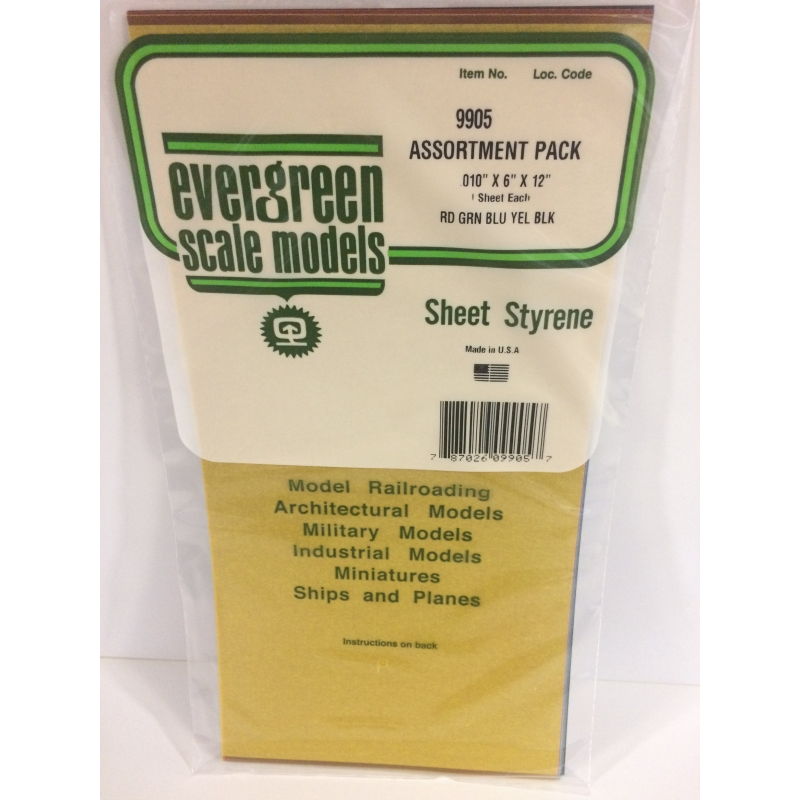 Item No. Loc. Code
9905
ASSORTMENT PACK
.010" X 6" X 12"
1 Sheet Each
RD GRN BLU YEL BLK
evergreen
scale models
Sheet Styrene
Made in U.S.A
7 87026 09905 7
Model Railroading
Architectural Models
Military Models
Industrial Models
Miniatures
Ships and Planes
Instructions on back